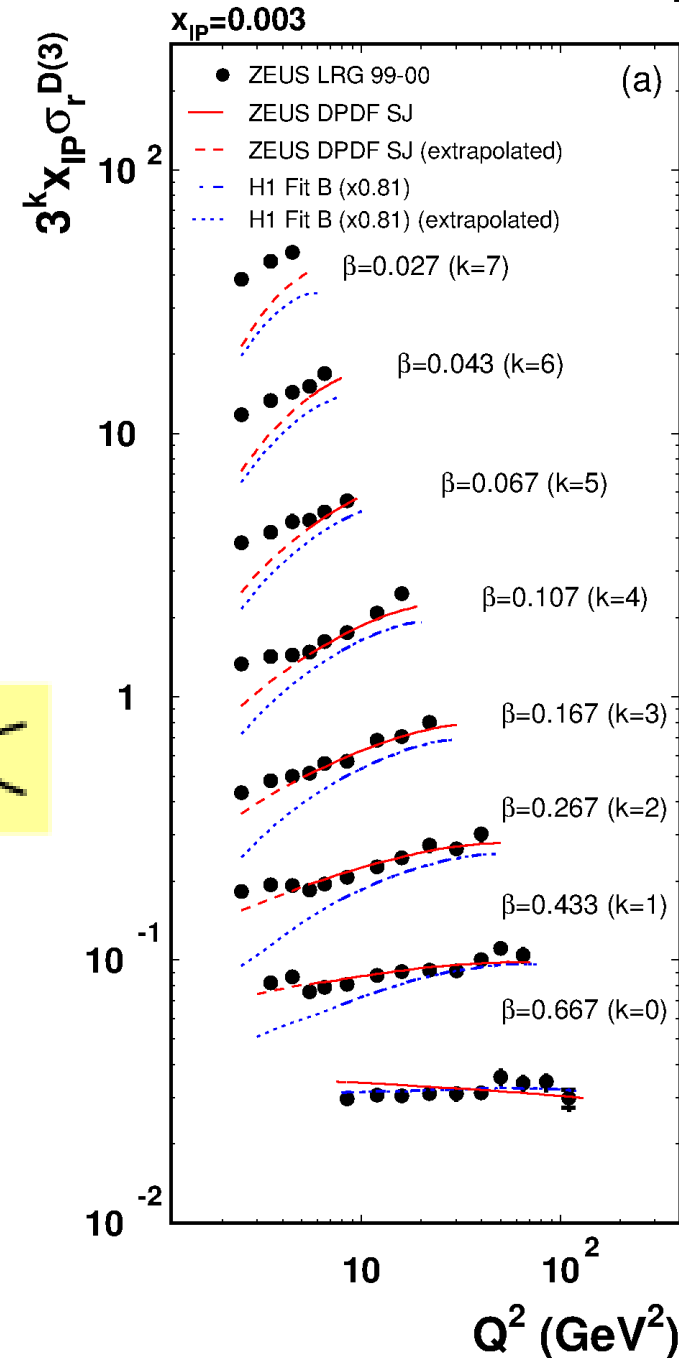 x_IP=0.003
3^k x_IP σ_r^D(3)
(a)
ZEUS LRG 99-00
ZEUS DPDF SJ
ZEUS DPDF SJ (extrapolated)
H1 Fit B (x0.81)
H1 Fit B (x0.81) (extrapolated)
10^2
β=0.027 (k=7)
β=0.043 (k=6)
10
β=0.067 (k=5)
β=0.107 (k=4)
1
β=0.167 (k=3)
β=0.267 (k=2)
β=0.433 (k=1)
10^-1
β=0.667 (k=0)
10^-2
10
10^2
Q^2 (GeV^2)